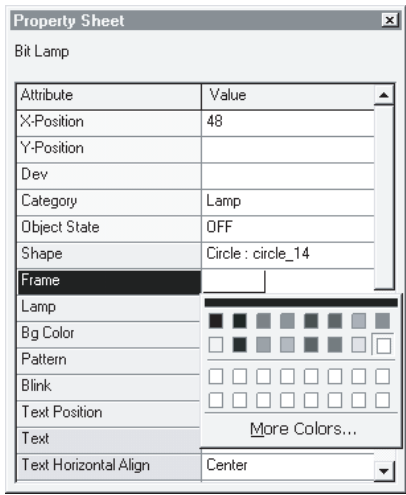 Property Sheet
Bit Lamp
Attribute Value
X-Position 48
Y-Position
Dev
Category Lamp
Object State OFF
Shape Circle : circle_14
Frame
Lamp
Bg Color
Pattern
Blink
Text Position
More Colors...
Text
Text Horizontal Align Center